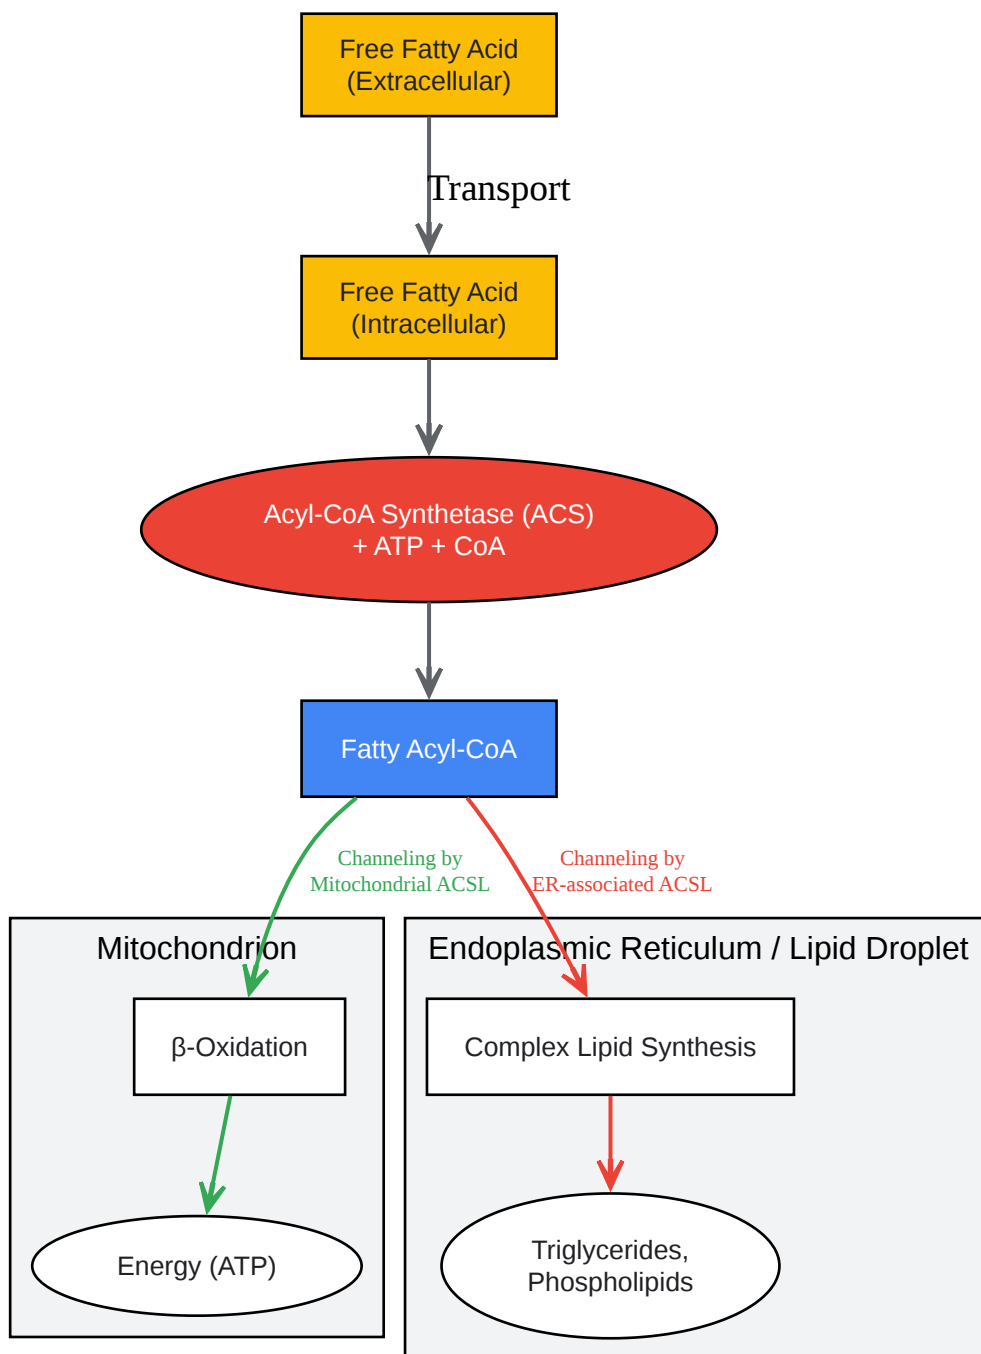 Free Fatty Acid
(Extracellular)
Transport
Free Fatty Acid
(Intracellular)
Acyl-CoA Synthetase (ACS)
+ ATP + CoA
Fatty Acyl-CoA
Channeling by
Mitochondrial ACSL
Channeling by
ER-associated ACSL
Mitochondrion
β-Oxidation
Energy (ATP)
Endoplasmic Reticulum / Lipid Droplet
Complex Lipid Synthesis
Triglycerides,
Phospholipids